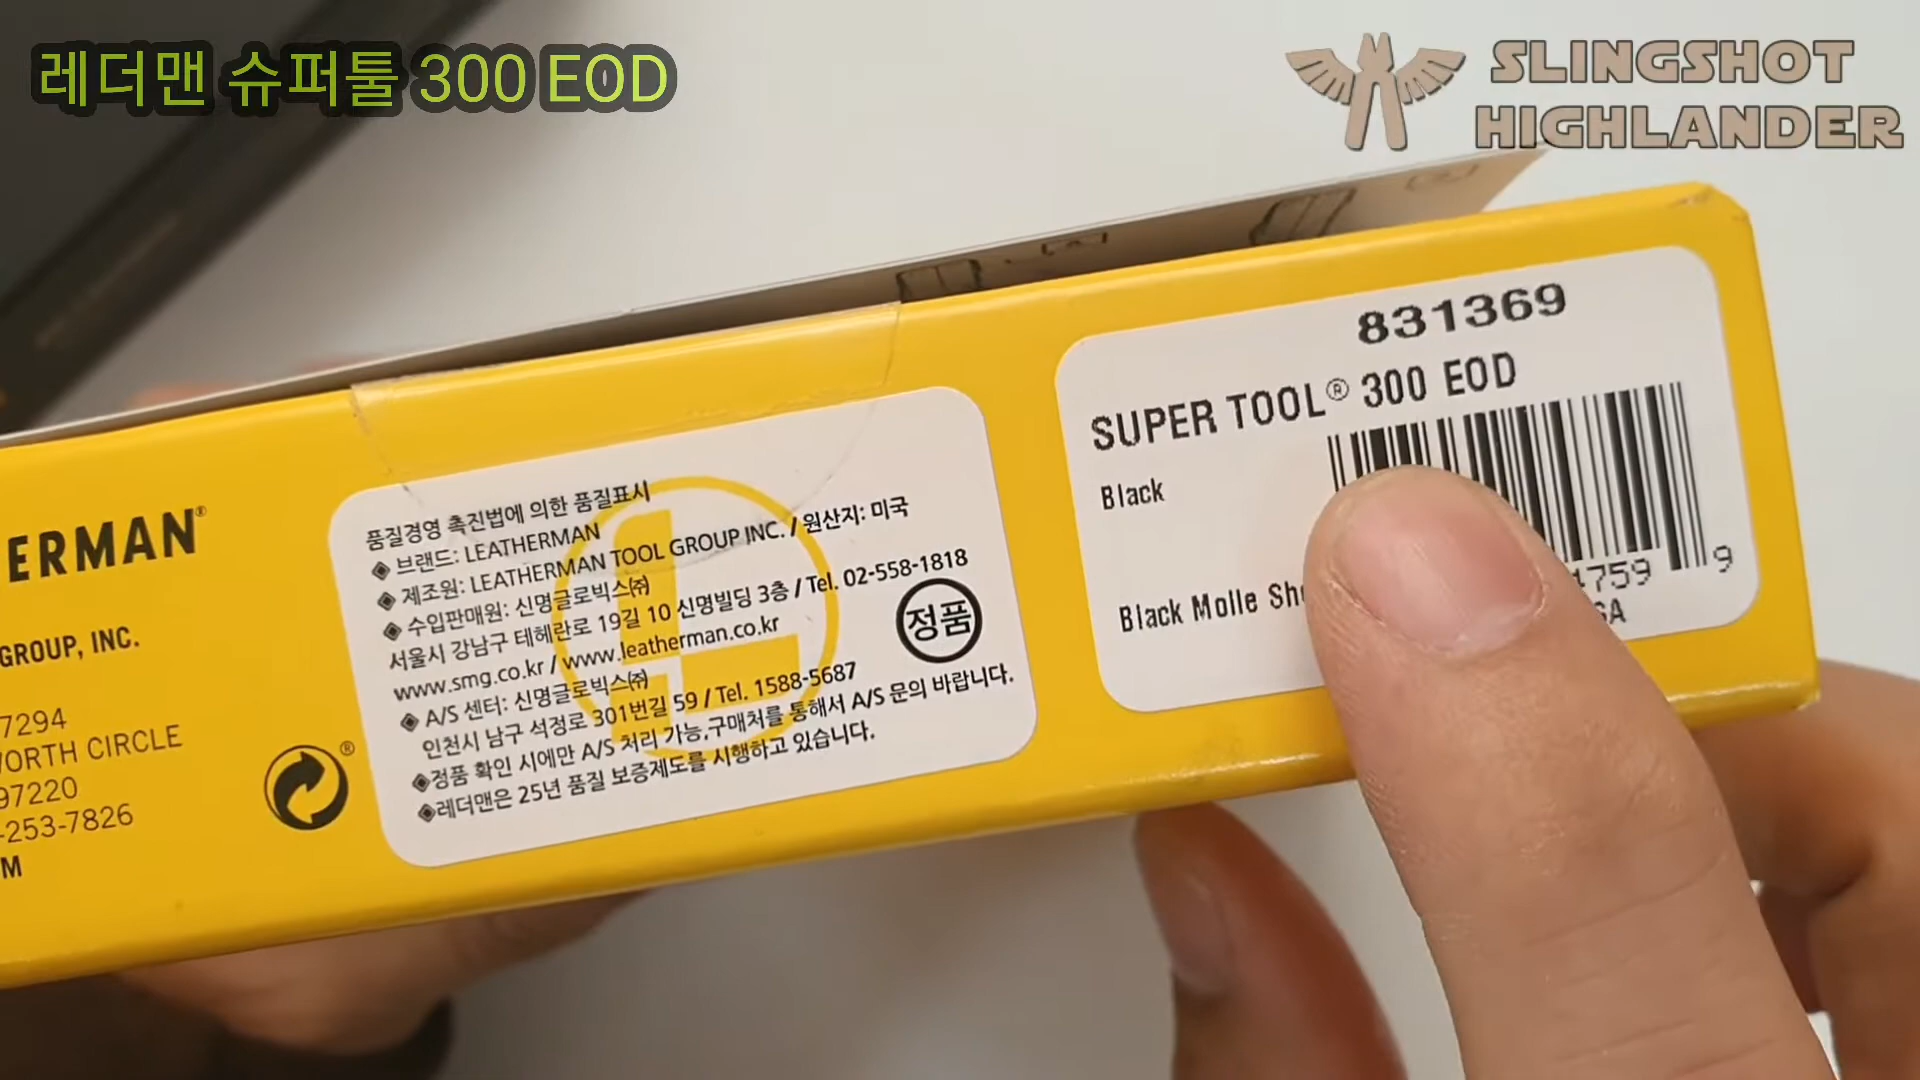 레더맨 슈퍼툴 300 EOD
SLINGSHOT
HIGHLANDER
ERMAN®
GROUP, INC.
7294
ORTH CIRCLE
97220
-253-7826
M
®
품질경영 촉진법에 의한 품질표시
◈ 브랜드: LEATHERMAN
◈ 제조원: LEATHERMAN TOOL GROUP INC. / 원산지: 미국
◈ 수입판매원: 신명글로빅스㈜
서울시 강남구 테헤란로 19길 10 신명빌딩 3층 / Tel. 02-558-1818
www.smg.co.kr / www.leatherman.co.kr
◈ A/S 센터: 신명글로빅스㈜
인천시 남구 석정로 301번길 59 / Tel. 1588-5687
◈정품 확인 시에만 A/S 처리 가능,구매처를 통해서 A/S 문의 바랍니다.
◈레더맨은 25년 품질 보증제도를 시행하고 있습니다.
정품
831369
SUPER TOOL® 300 EOD
Black
1759 9
Black Molle She
SA